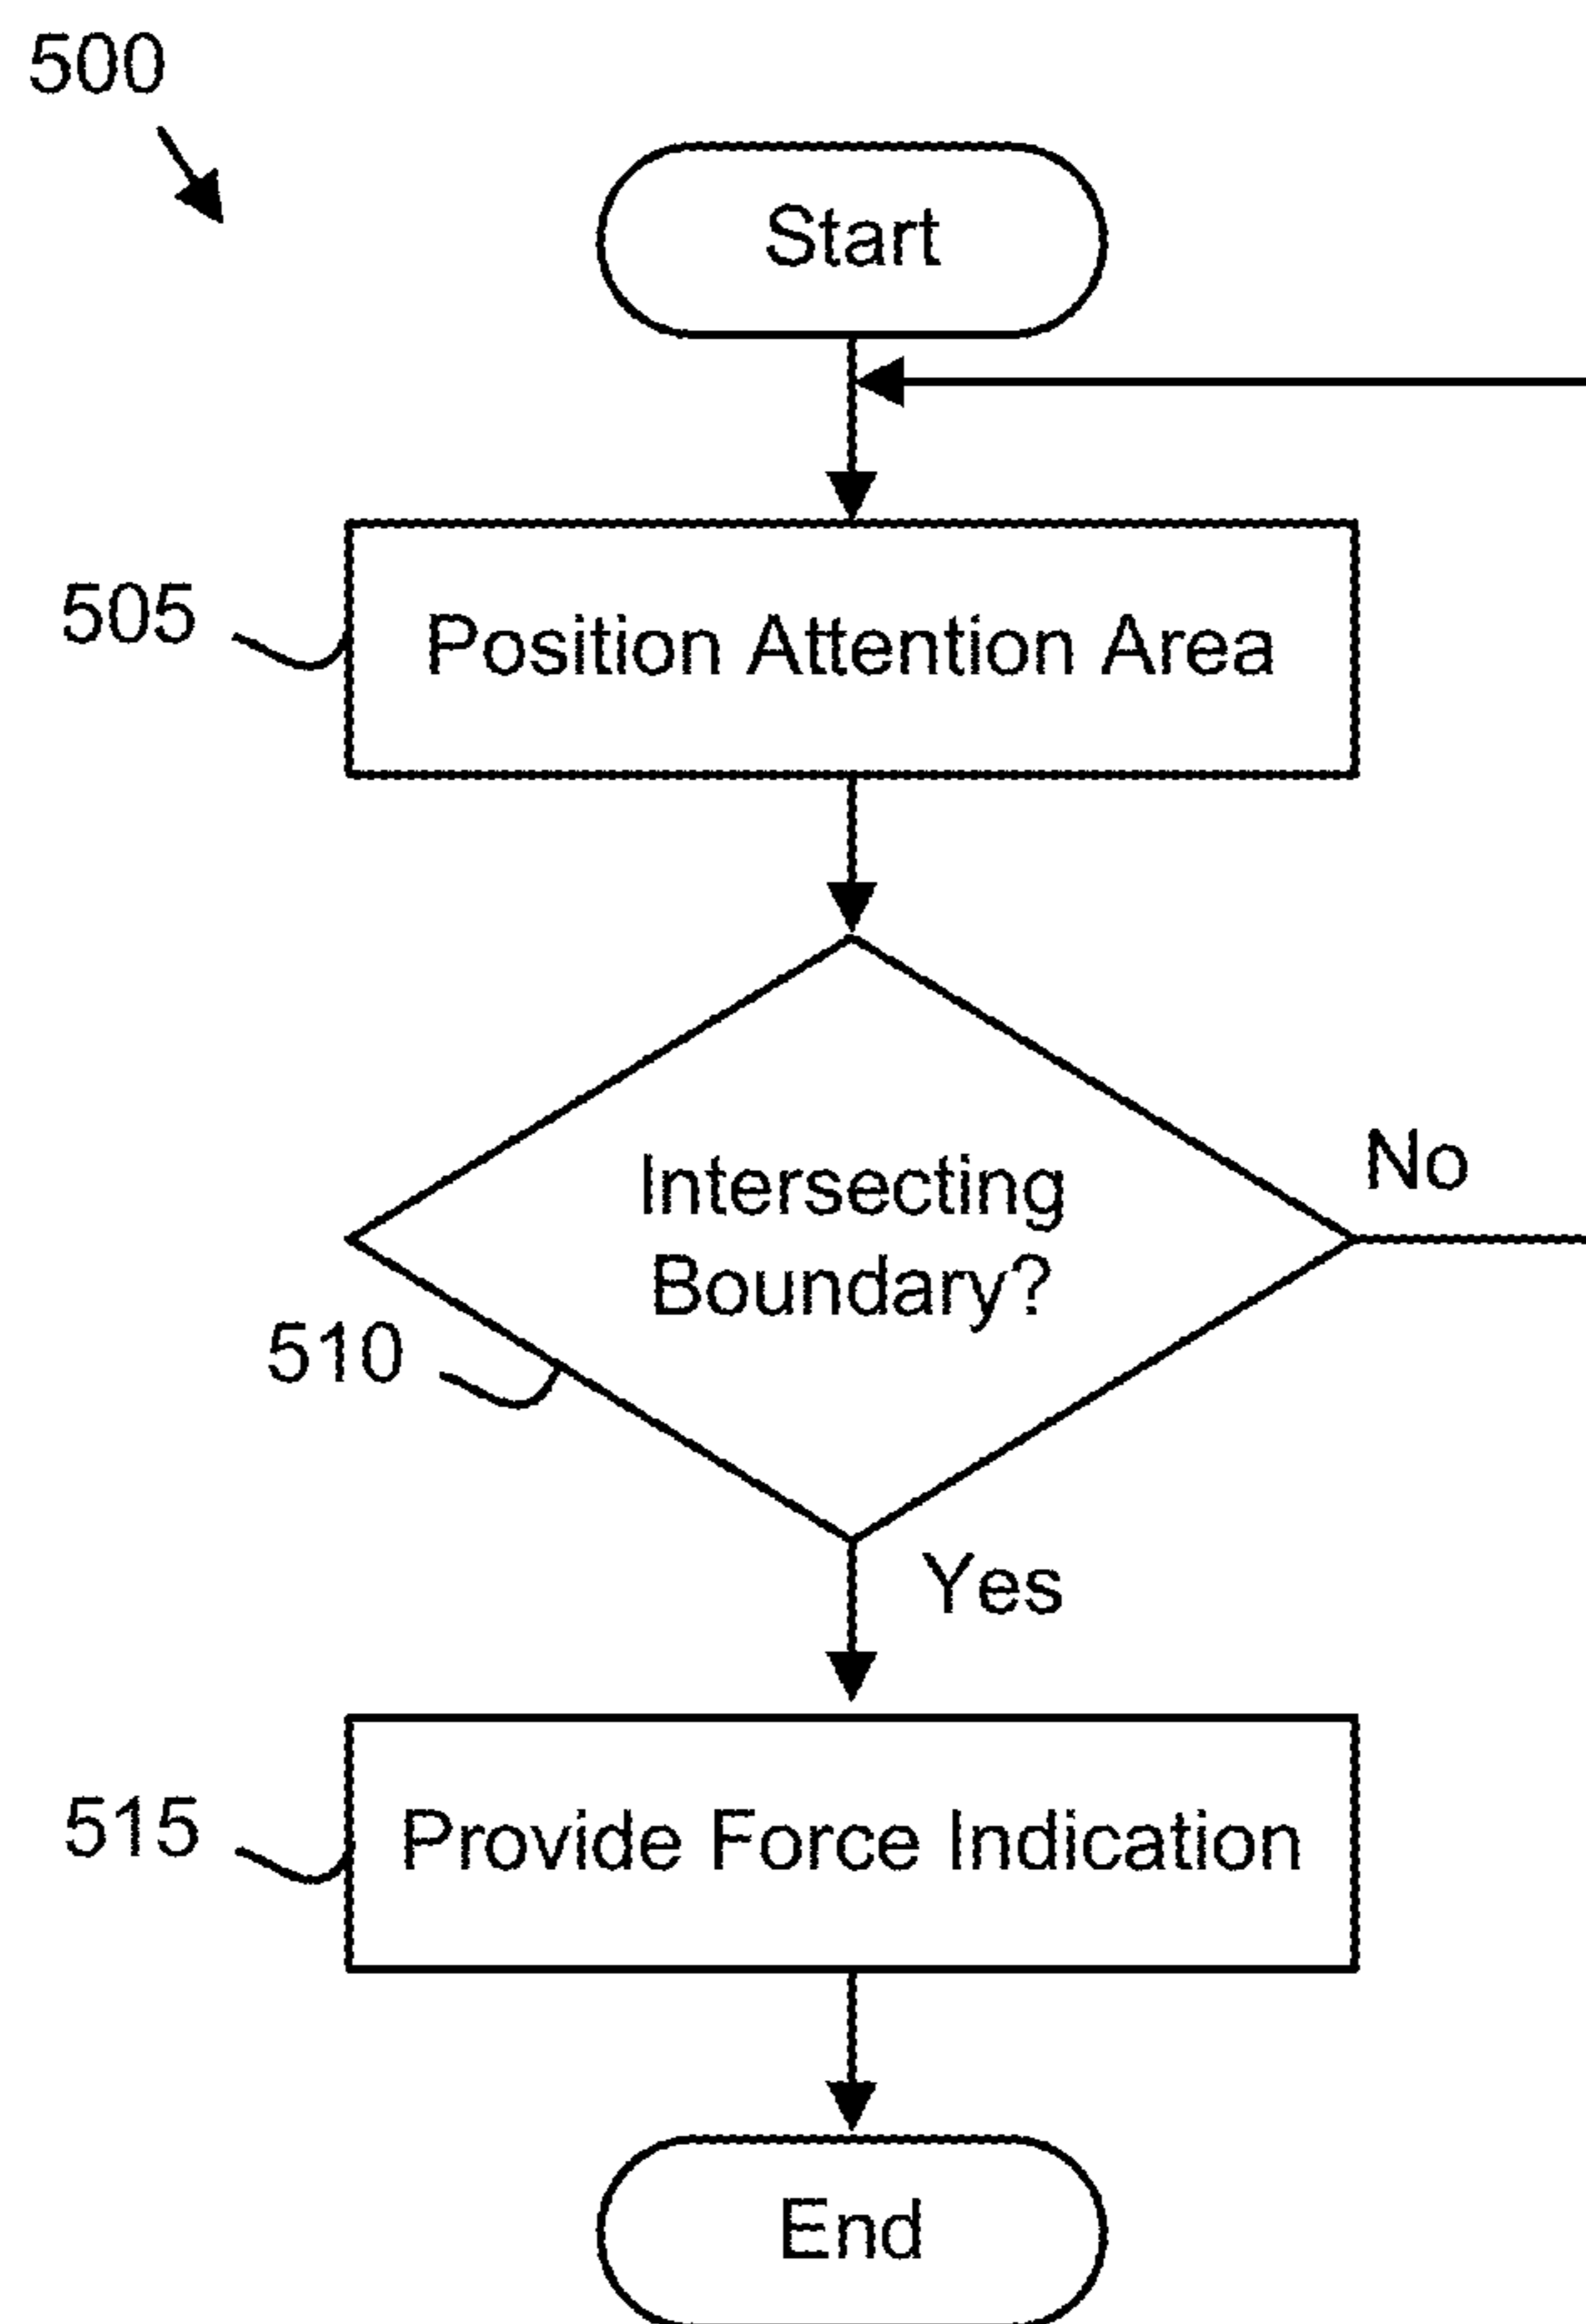 500
Start
505
Position Attention Area
Intersecting
Boundary?
No
510
Yes
515
Provide Force Indication
End